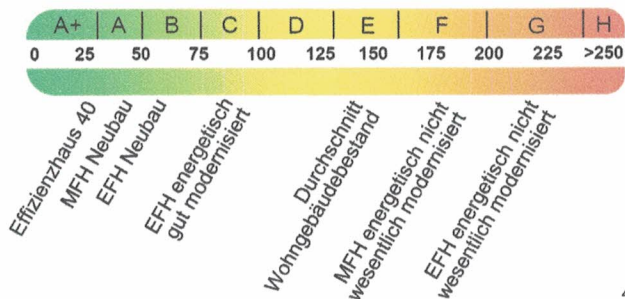 A+ A B C D E F G H
0 25 50 75 100 125 150 175 200 225 >250
Effizienzhaus 40
MFH Neubau
EFH Neubau
EFH energetisch
gut modernisiert
Durchschnitt
Wohngebäudebestand
MFH energetisch nicht
wesentlich modernisiert
EFH energetisch nicht
wesentlich modernisiert